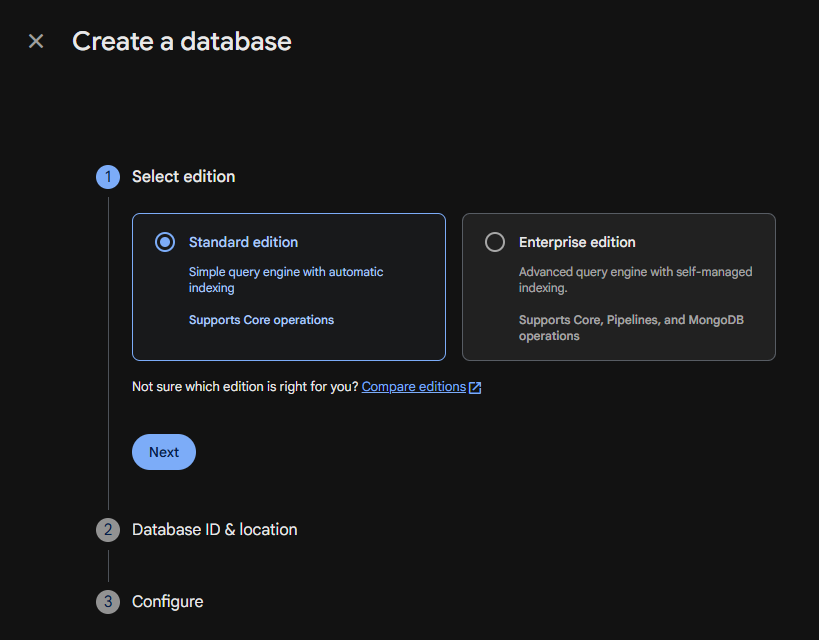 Create a database
1 Select edition
Standard edition
Simple query engine with automatic
indexing
Supports Core operations
Enterprise edition
Advanced query engine with self-managed
indexing.
Supports Core, Pipelines, and MongoDB
operations
Not sure which edition is right for you? Compare editions
Next
2 Database ID & location
3 Configure